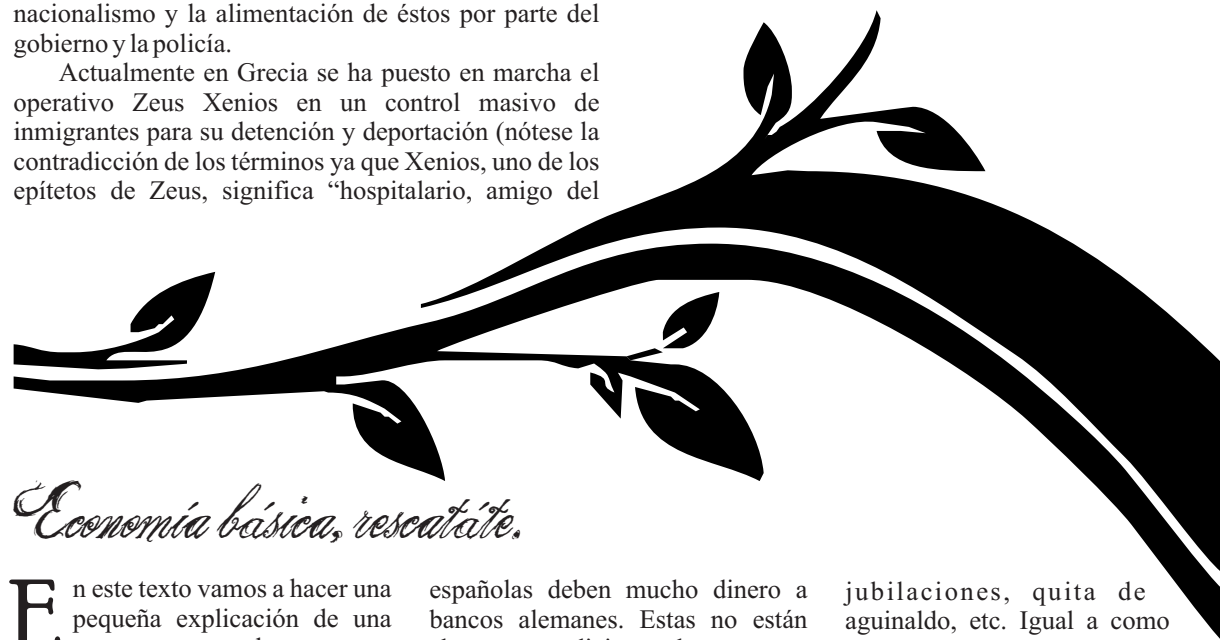 nacionalismo y la alimentación de éstos por parte del
gobierno y la policía.
Actualmente en Grecia se ha puesto en marcha el
operativo Zeus Xenios en un control masivo de
inmigrantes para su detención y deportación (nótese la
contradicción de los términos ya que Xenios, uno de los
epítetos de Zeus, significa “hospitalario, amigo del
Economía básica, rescatáte.
En este texto vamos a hacer una
pequeña explicación de una
españolas deben mucho dinero a
bancos alemanes. Estas no están
jubilaciones, quita de
aguinaldo, etc. Igual a como